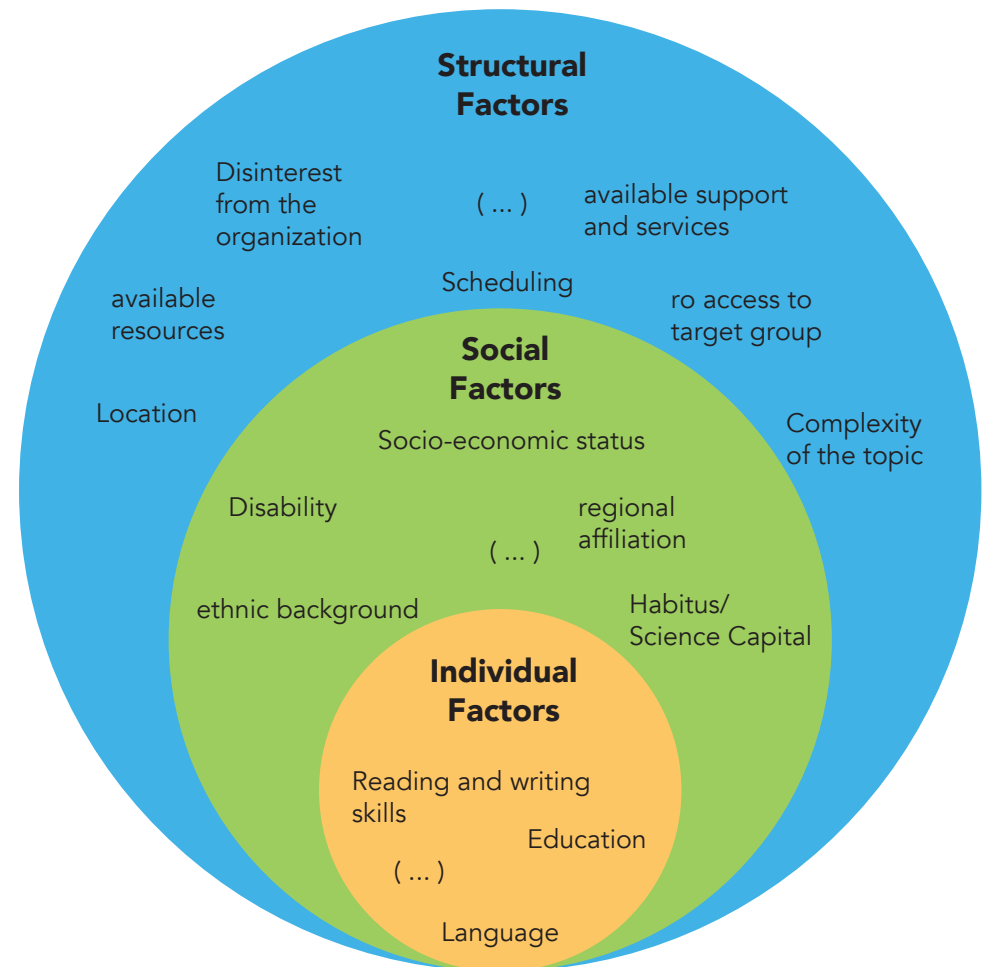 Structural
Factors
Disinterest
from the
organization
( ... )
available support
and services
Scheduling
available
resources
ro access to
target group
Location
Complexity
of the topic
Social
Factors
Socio-economic status
Disability
regional
affiliation
( ... )
ethnic background
Habitus/
Science Capital
Individual
Factors
Reading and writing
skills
Education
( ... )
Language